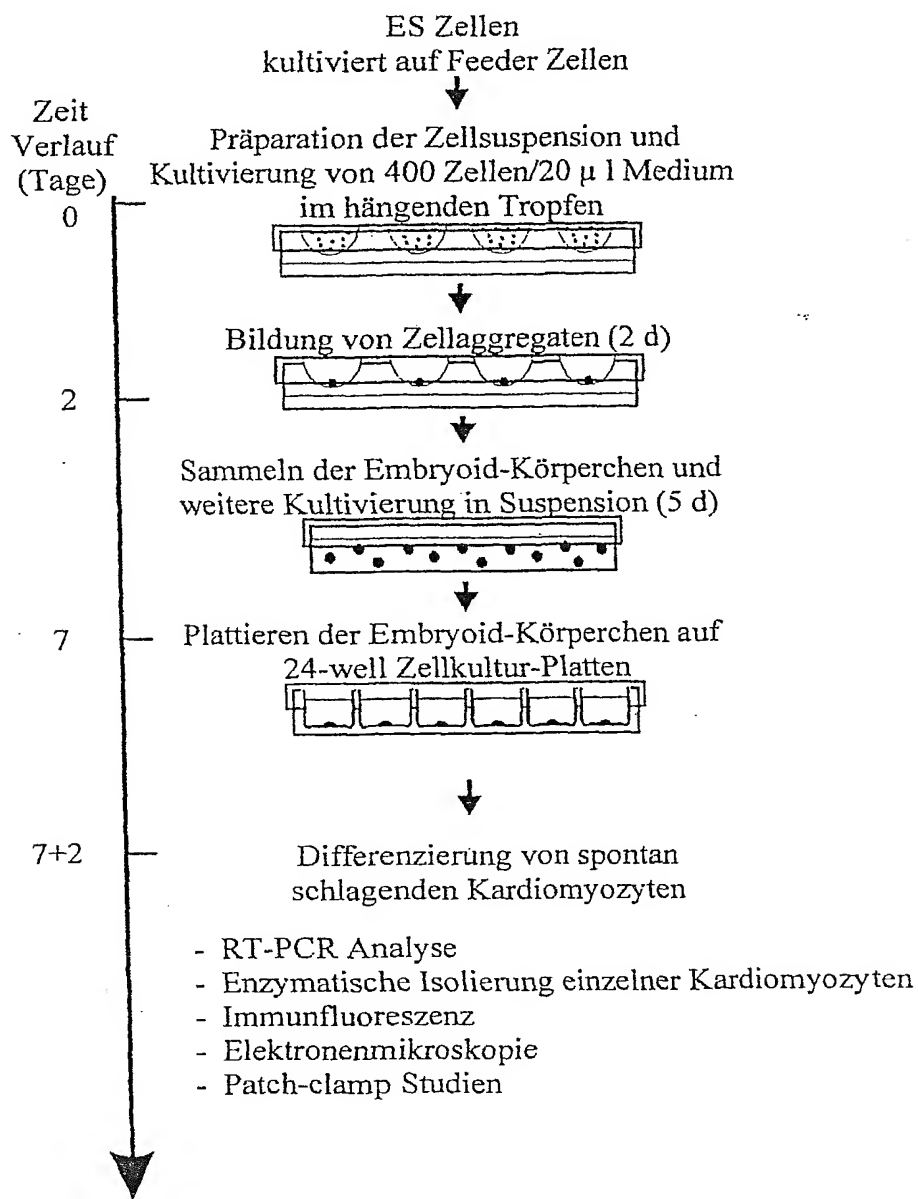 ES Zellen
kultiviert auf Feeder Zellen
Zeit
Verlauf
(Tage)
Präparation der Zellsuspension und
Kultivierung von 400 Zellen/20 µ l Medium
im hängenden Tropfen
0
Bildung von Zellaggregaten (2 d)
2
Sammeln der Embryoid-Körperchen und
weitere Kultivierung in Suspension (5 d)
7
Plattieren der Embryoid-Körperchen auf
24-well Zellkultur-Platten
7+2
Differenzierung von spontan
schlagenden Kardiomyozyten
- RT-PCR Analyse
- Enzymatische Isolierung einzelner Kardiomyozyten
- Immunfluoreszenz
- Elektronenmikroskopie
- Patch-clamp Studien